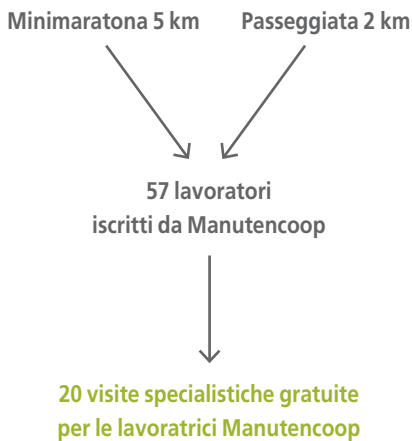 Minimaratona 5 km
Passeggiata 2 km
57 lavoratori
iscritti da Manutencoop
20 visite specialistiche gratuite
per le lavoratrici Manutencoop